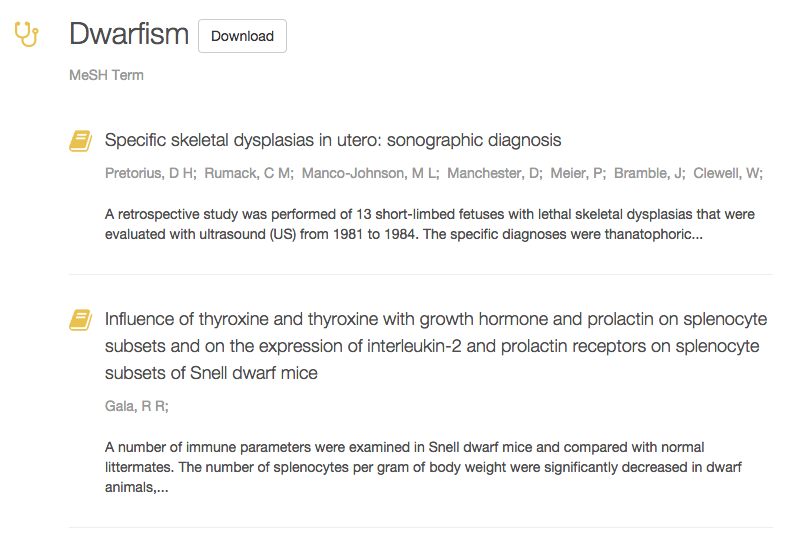 Dwarfism
Download
MeSH Term
Specific skeletal dysplasias in utero: sonographic diagnosis
Pretorius, D H; Rumack, C M; Manco-Johnson, M L; Manchester, D; Meier, P; Bramble, J; Clewell, W;
A retrospective study was performed of 13 short-limbed fetuses with lethal skeletal dysplasias that were
evaluated with ultrasound (US) from 1981 to 1984. The specific diagnoses were thanatophoric...
Influence of thyroxine and thyroxine with growth hormone and prolactin on splenocyte
subsets and on the expression of interleukin-2 and prolactin receptors on splenocyte
subsets of Snell dwarf mice
Gala, R R;
A number of immune parameters were examined in Snell dwarf mice and compared with normal
littermates. The number of splenocytes per gram of body weight were significantly decreased in dwarf
animals,...